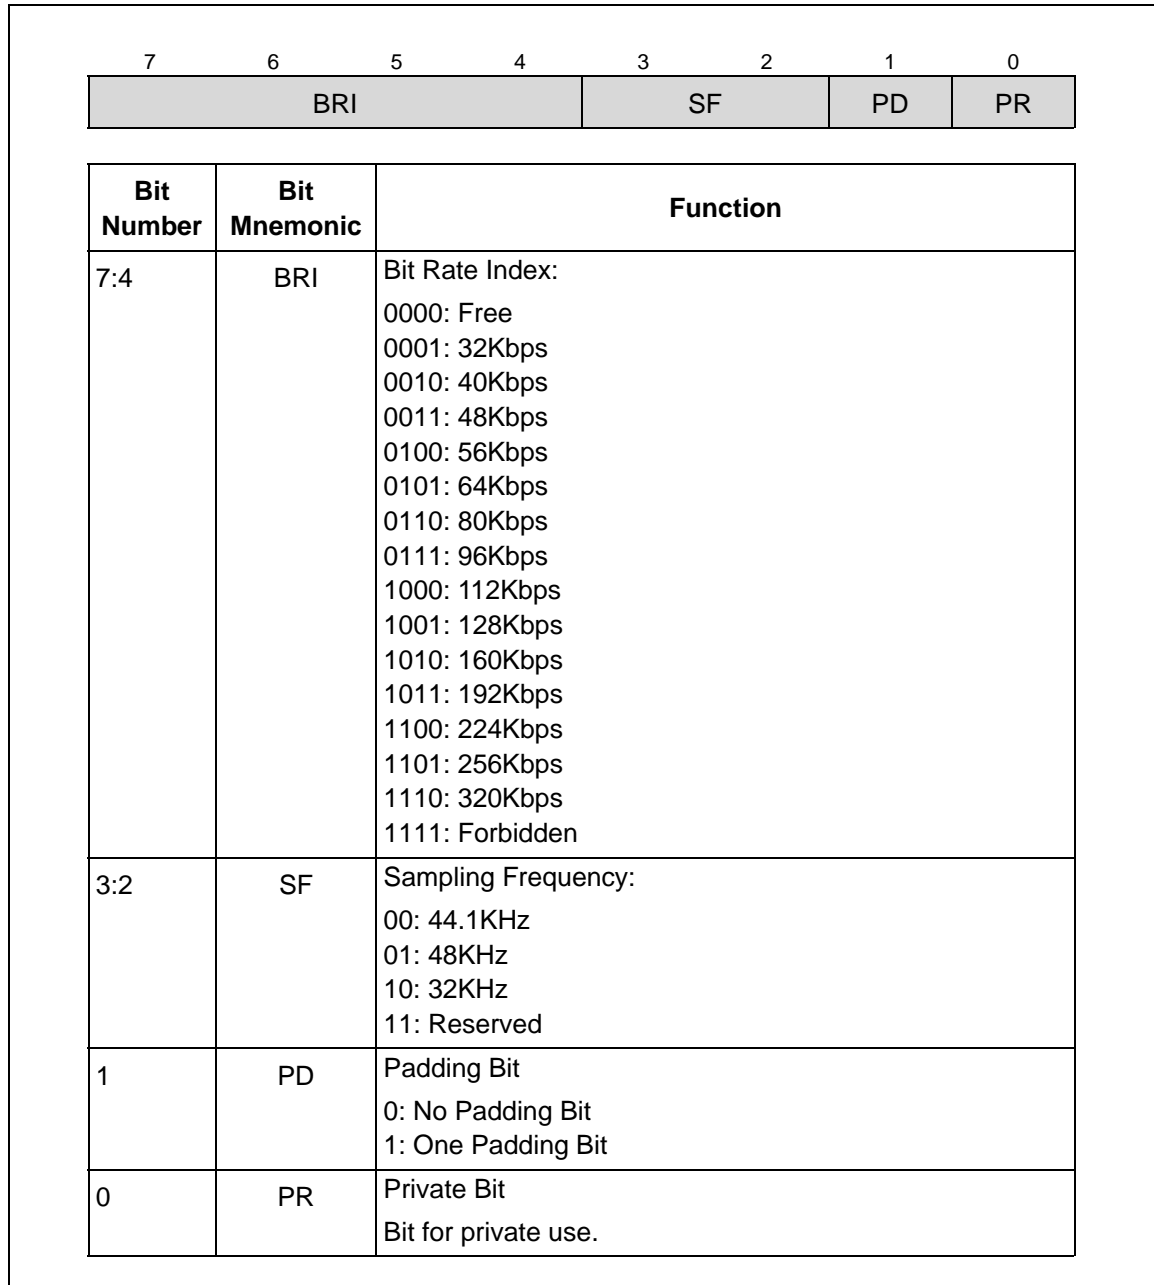 7 6 5 4 3 2 1 0
BRI SF PD PR
Bit Number Bit Mnemonic Function
7:4 BRI Bit Rate Index:
0000: Free
0001: 32Kbps
0010: 40Kbps
0011: 48Kbps
0100: 56Kbps
0101: 64Kbps
0110: 80Kbps
0111: 96Kbps
1000: 112Kbps
1001: 128Kbps
1010: 160Kbps
1011: 192Kbps
1100: 224Kbps
1101: 256Kbps
1110: 320Kbps
1111: Forbidden
3:2 SF Sampling Frequency:
00: 44.1KHz
01: 48KHz
10: 32KHz
11: Reserved
1 PD Padding Bit
0: No Padding Bit
1: One Padding Bit
0 PR Private Bit
Bit for private use.